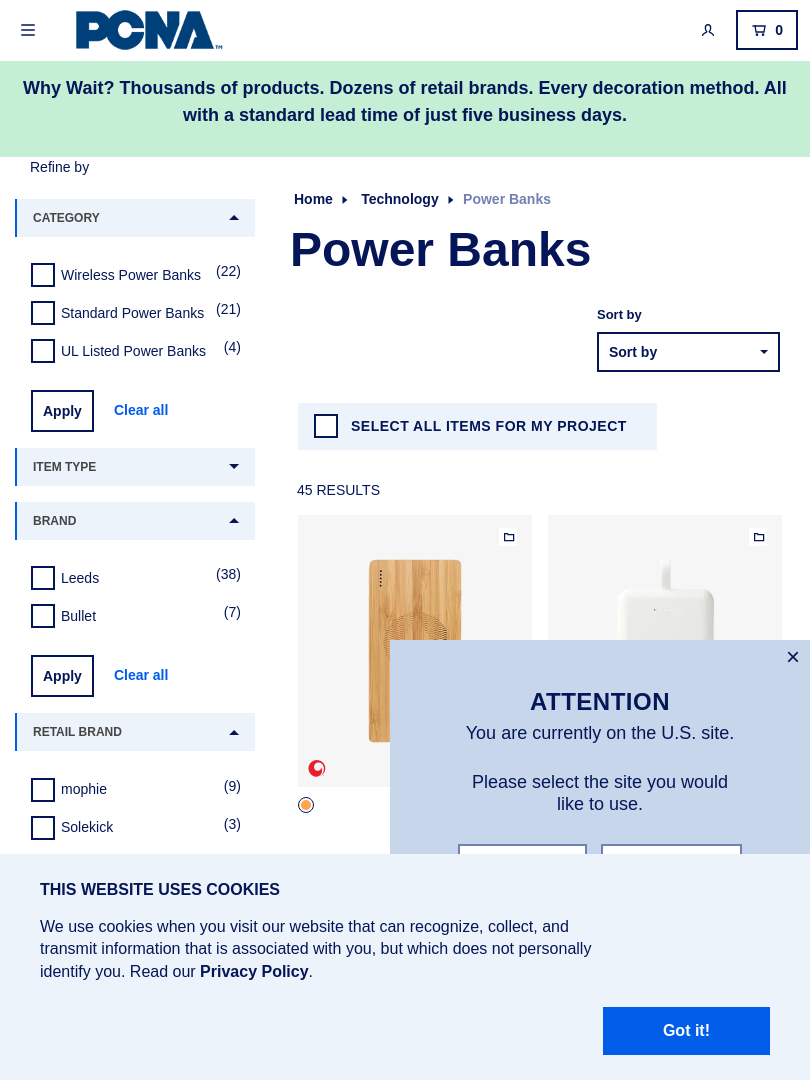 PCNA™
0
Why Wait? Thousands of products. Dozens of retail brands. Every decoration method. All
with a standard lead time of just five business days.
Refine by
CATEGORY
Wireless Power Banks (22)
Standard Power Banks (21)
UL Listed Power Banks (4)
Apply Clear all
ITEM TYPE
BRAND
Leeds (38)
Bullet (7)
Apply Clear all
RETAIL BRAND
mophie (9)
Solekick (3)
Home Technology Power Banks
Power Banks
Sort by
Sort by
SELECT ALL ITEMS FOR MY PROJECT
45 RESULTS
ATTENTION
You are currently on the U.S. site.
Please select the site you would
like to use.
THIS WEBSITE USES COOKIES
We use cookies when you visit our website that can recognize, collect, and
transmit information that is associated with you, but which does not personally
identify you. Read our Privacy Policy.
Got it!